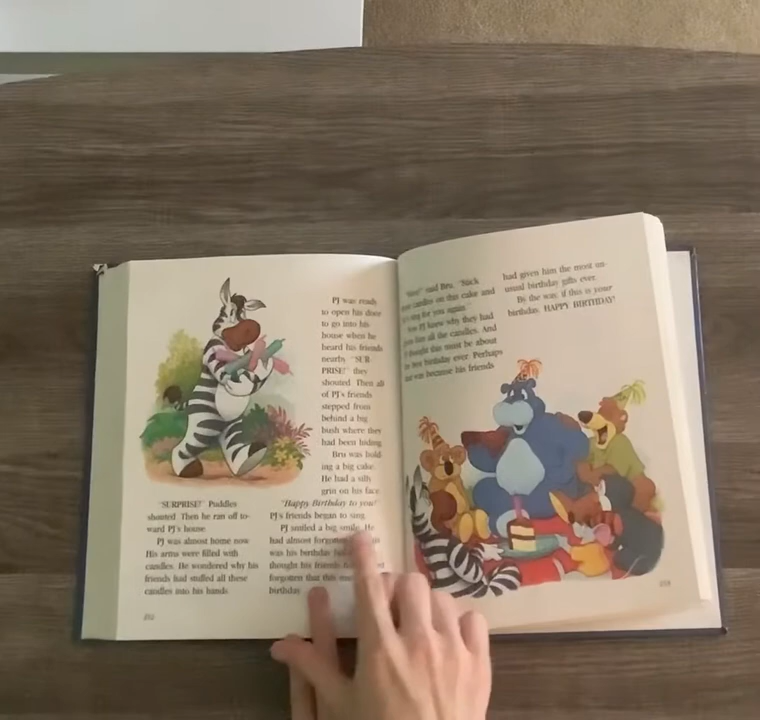 PJ was ready
to open his door
to go into his
house when he
heard his friends
nearby. "SUR-
PRISE!" they
shouted. Then all
of PJ's friends
stepped from
behind a big
bush where they
had been hiding.
Bru was hold-
ing a big cake.
He had a silly
grin on his face.
"SURPRISE!" Puddles
shouted. Then he ran off to-
ward PJ's house.
PJ was almost home now.
His arms were filled with
candles. He wondered why his
friends had stuffed all these
candles into his hands.
"Happy Birthday to you!"
PJ's friends began to sing.
PJ smiled a big smile. He
had almost forgotten
was his birthday
thought his friends
forgotten that this
birthday
said Bru. "Stick
candles on this cake and
sing for you again."
PJ knew why they had
him all the candles. And
thought this must be about
best birthday ever. Perhaps
was because his friends
had given him the most un-
usual birthday gifts ever.
By the way, if this is your
birthday, HAPPY BIRTHDAY!